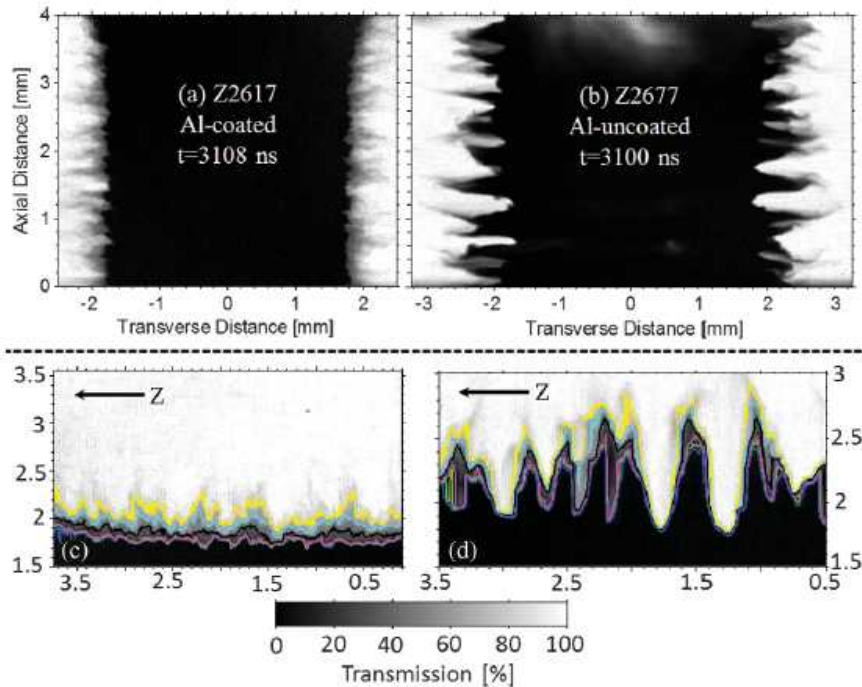 4
3
2
1
0
Axial Distance [mm]
(a) Z2617
Al-coated
t=3108 ns
(b) Z2677
Al-uncoated
t=3100 ns
-2 -1 0 1 2
-3 -2 -1 0 1 2 3
Transverse Distance [mm] Transverse Distance [mm]
3.5
3
2.5
2
1.5
Z
(c)
3.5 2.5 1.5 0.5
Z
(d)
3
2.5
2
1.5
3.5 2.5 1.5 0.5
0 20 40 60 80 100
Transmission [%]